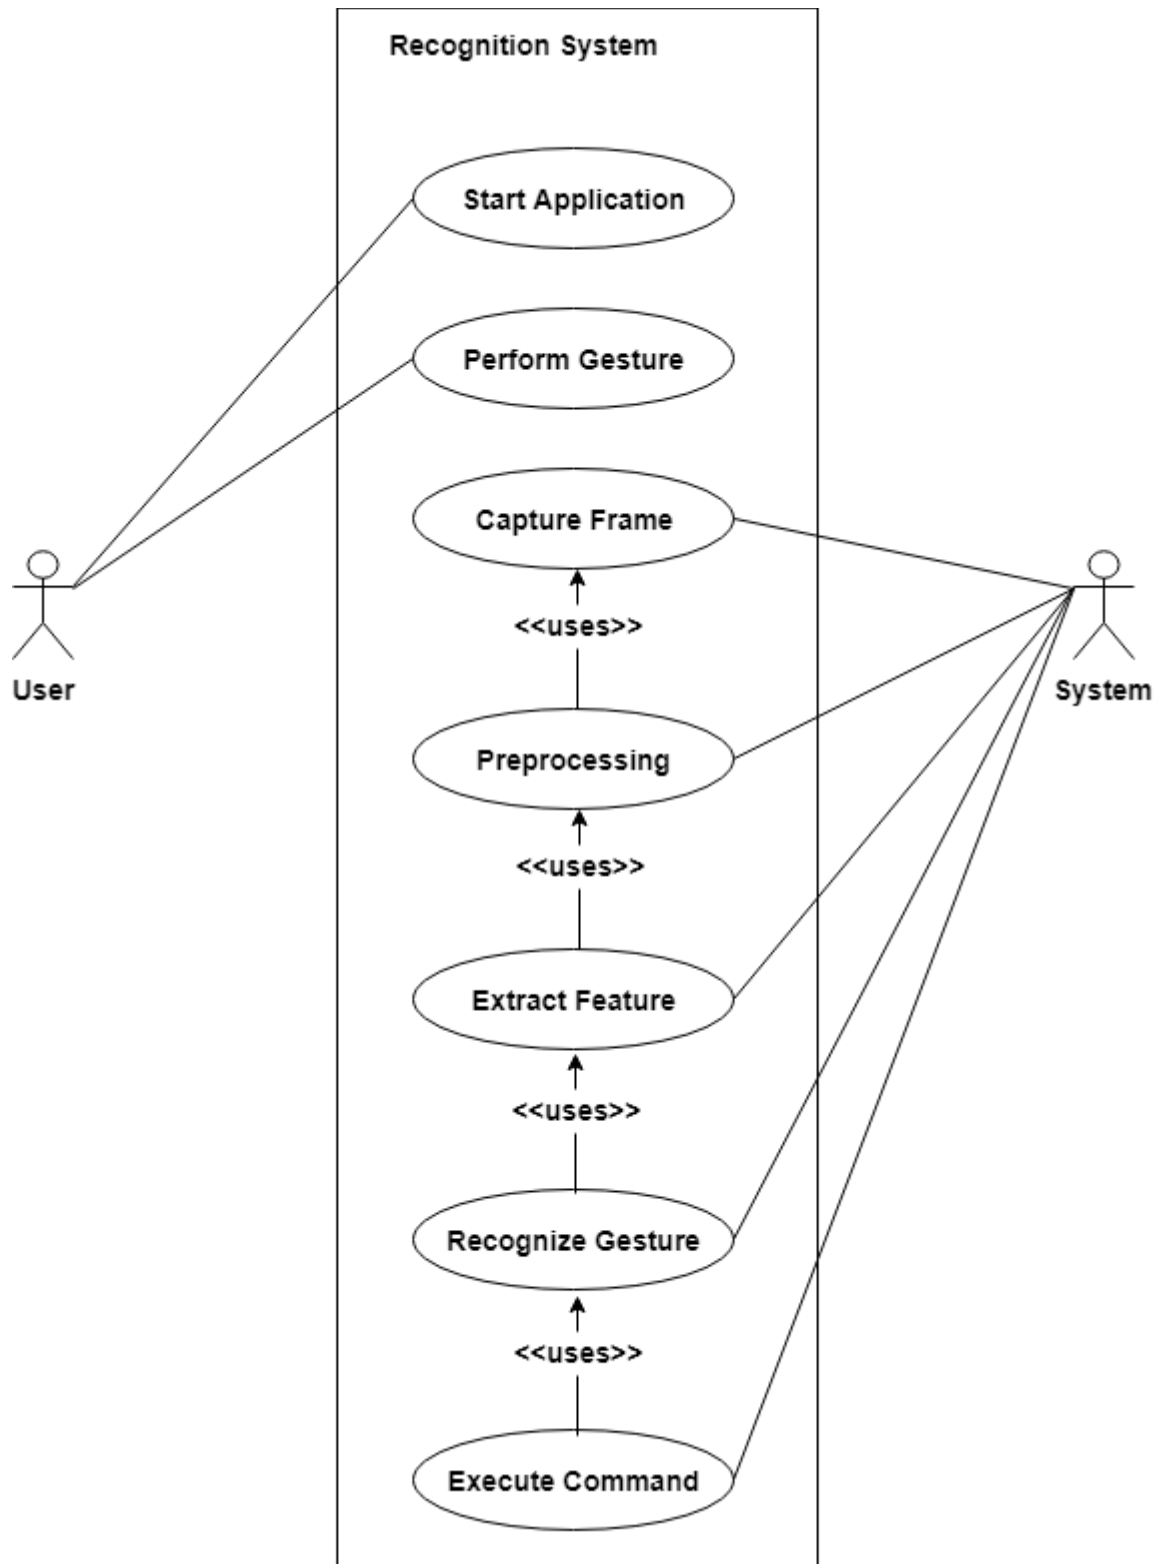 Recognition System
Start Application
Perform Gesture
Capture Frame
<<uses>>
User
System
Preprocessing
<<uses>>
Extract Feature
<<uses>>
Recognize Gesture
<<uses>>
Execute Command